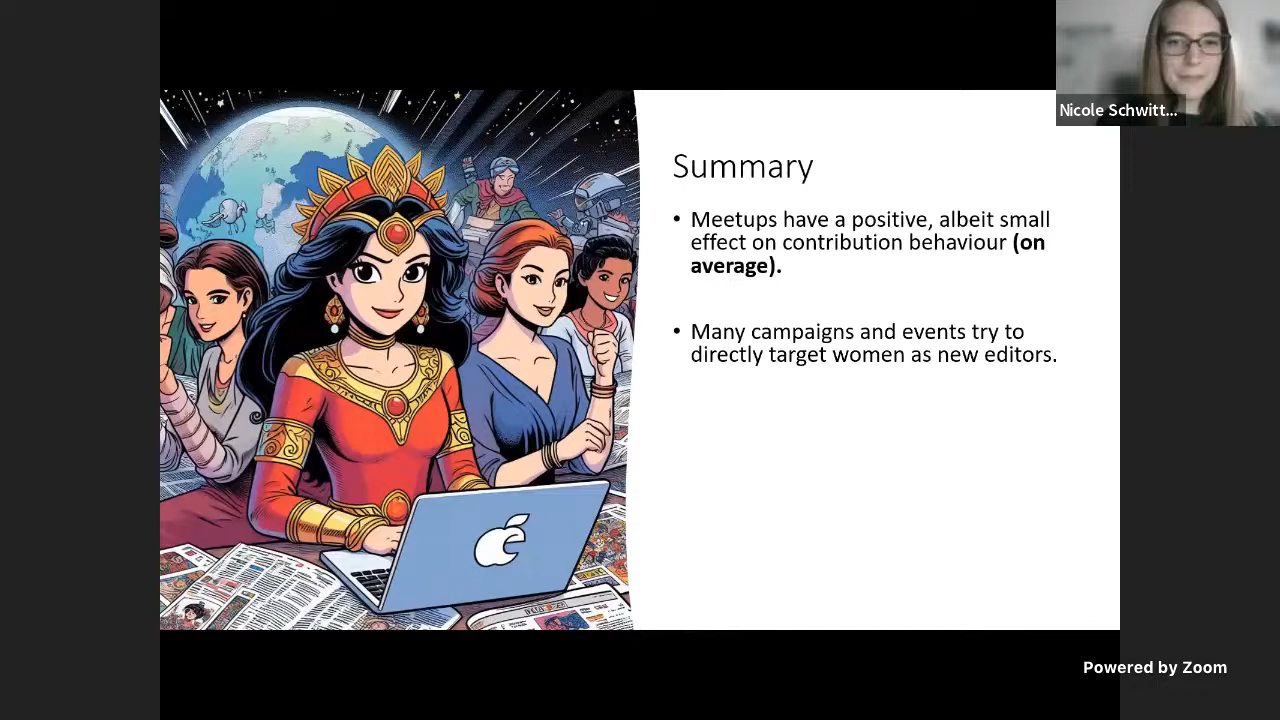 Nicole Schwitt...
Summary
• Meetups have a positive, albeit small
effect on contribution behaviour (on
average).
• Many campaigns and events try to
directly target women as new editors.
Powered by Zoom